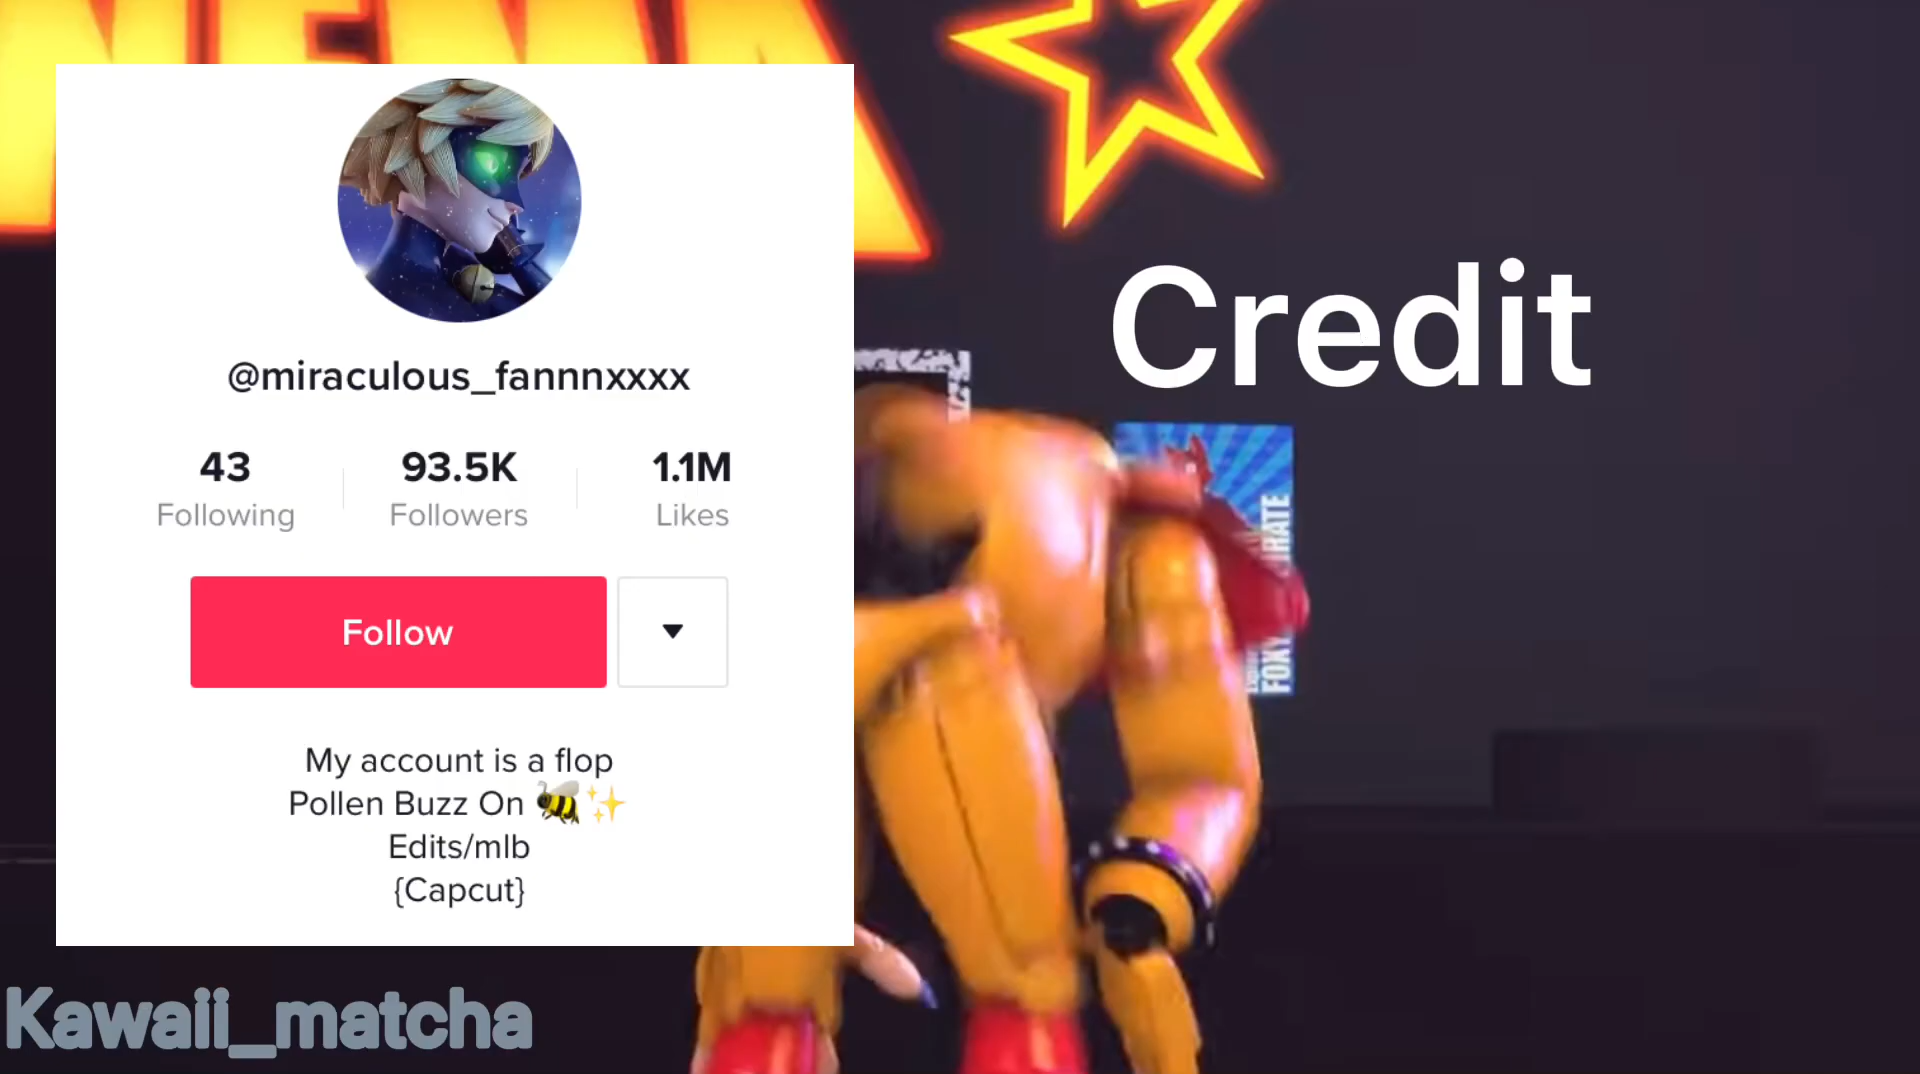 @miraculous_fannnxxxx
43
Following
93.5K
Followers
1.1M
Likes
Follow
My account is a flop
Pollen Buzz On 🐝✨
Edits/mlb
{Capcut}
Credit
FOXY
Kawaii_matcha